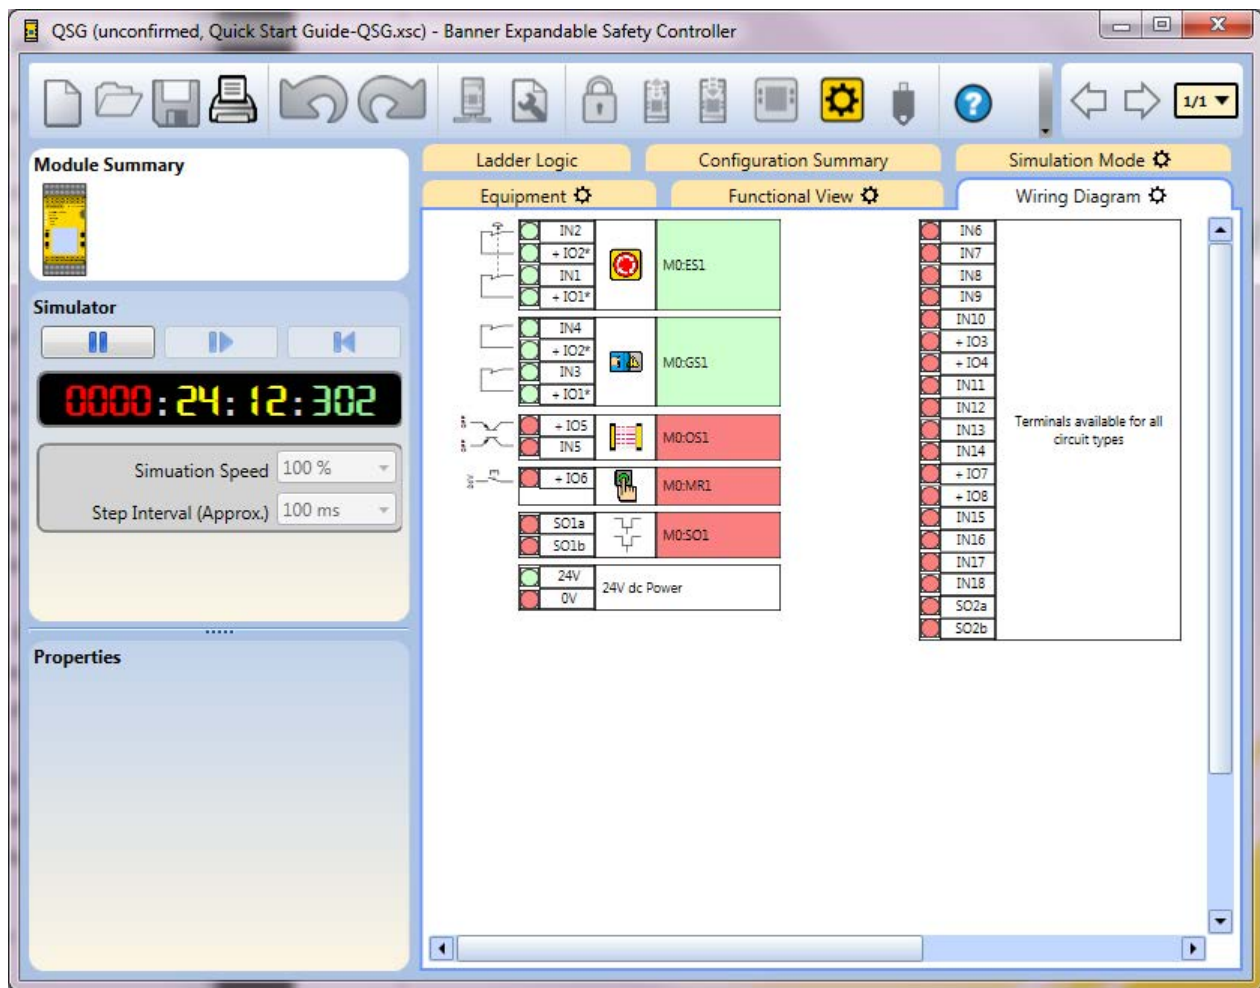 QSG (unconfirmed, Quick Start Guide-QSG.xsc) - Banner Expandable Safety Controller
1/1
Module Summary
Simulator
0000:24:12:302
Simuation Speed 100 %
Step Interval (Approx.) 100 ms
Properties
Ladder Logic
Configuration Summary
Simulation Mode
Equipment
Functional View
Wiring Diagram
IN2
+ IO2*
IN1
+ IO1*
M0:ES1
IN4
+ IO2*
IN3
+ IO1*
M0:GS1
OFF
OFF
+ IO5
IN5
M0:OS1
24V
+ IO6
M0:MR1
SO1a
SO1b
M0:SO1
24V
0V
24V dc Power
IN6
IN7
IN8
IN9
IN10
+ IO3
+ IO4
IN11
IN12
IN13
IN14
+ IO7
+ IO8
IN15
IN16
IN17
IN18
SO2a
SO2b
Terminals available for all
circuit types